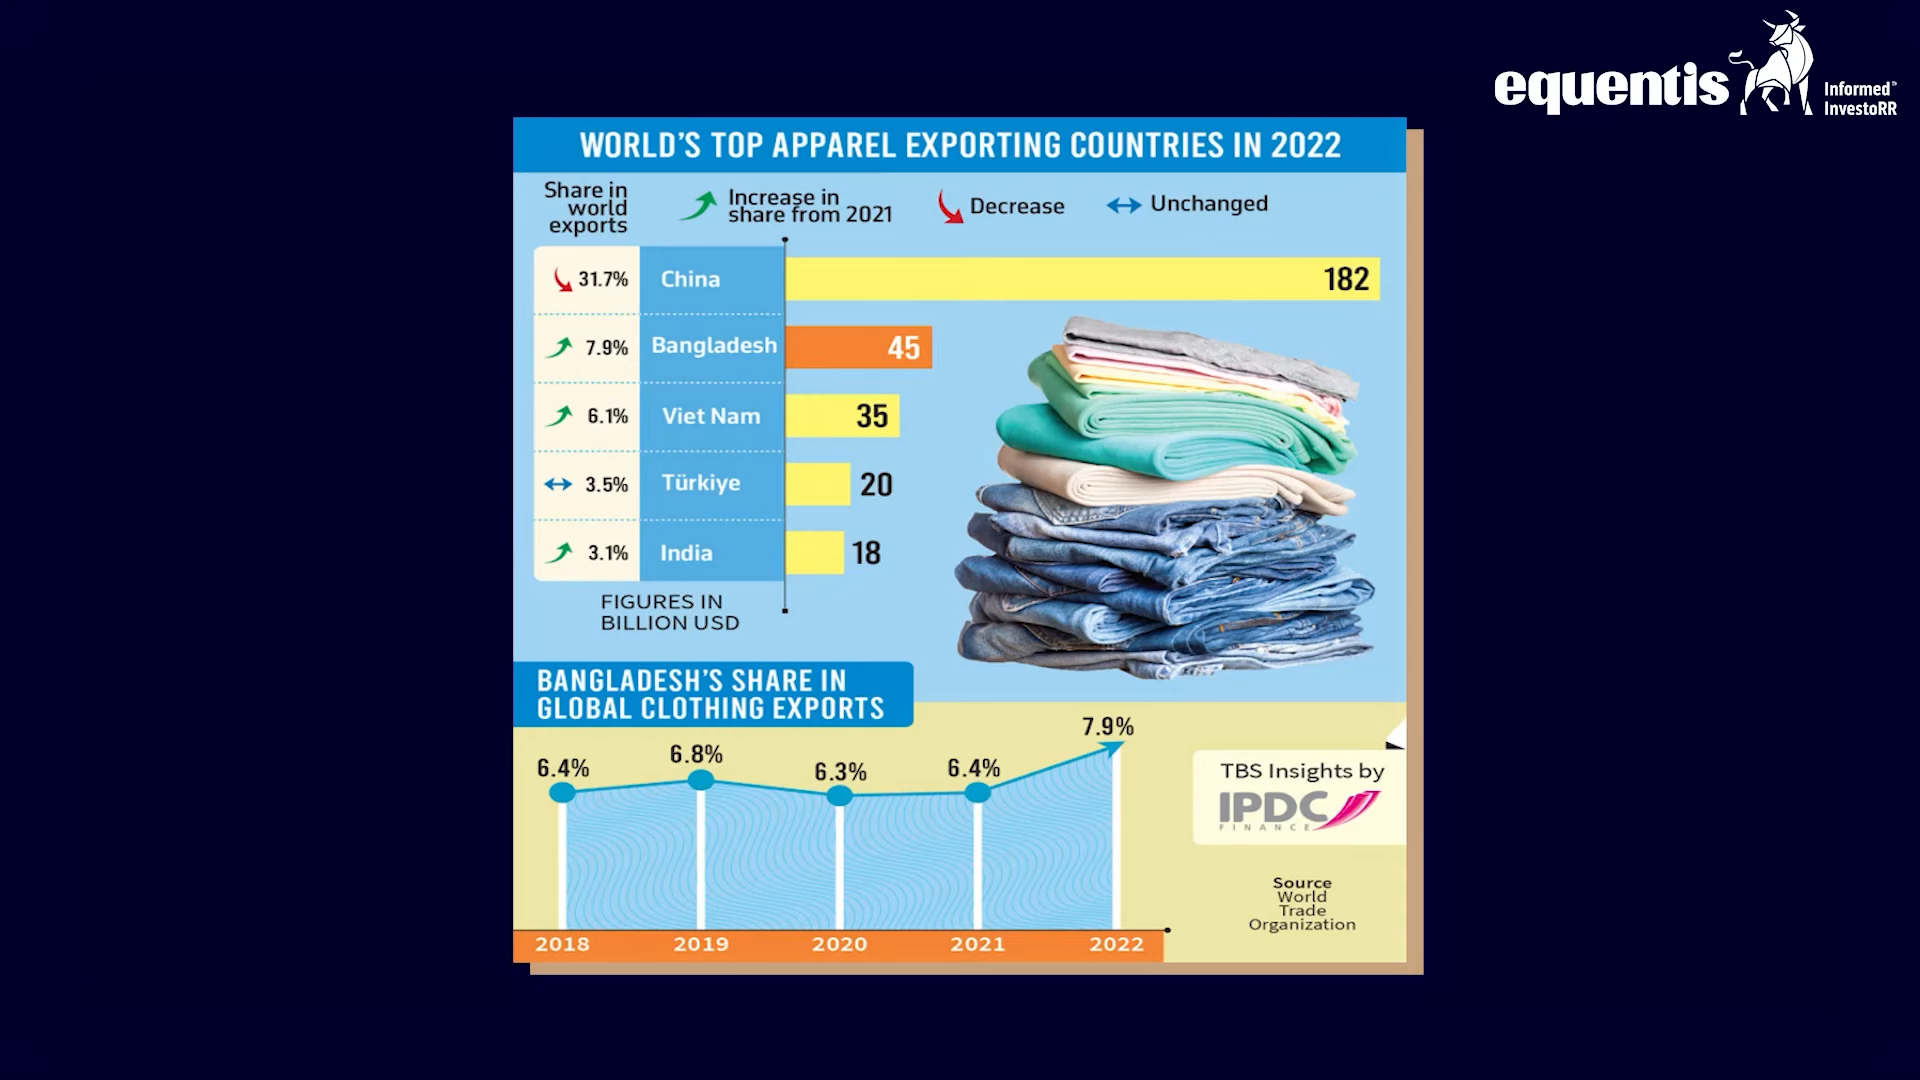 equentis
Informed
InvestoRR
WORLD'S TOP APPAREL EXPORTING COUNTRIES IN 2022
Share in
world
exports
Increase in
share from 2021
Decrease
Unchanged
31.7% China 182
7.9% Bangladesh 45
6.1% Viet Nam 35
3.5% Türkiye 20
3.1% India 18
FIGURES IN
BILLION USD
BANGLADESH'S SHARE IN
GLOBAL CLOTHING EXPORTS
6.4% 6.8% 6.3% 6.4% 7.9%
2018 2019 2020 2021 2022
TBS Insights by
IPDC
FINANCE
Source
World
Trade
Organization